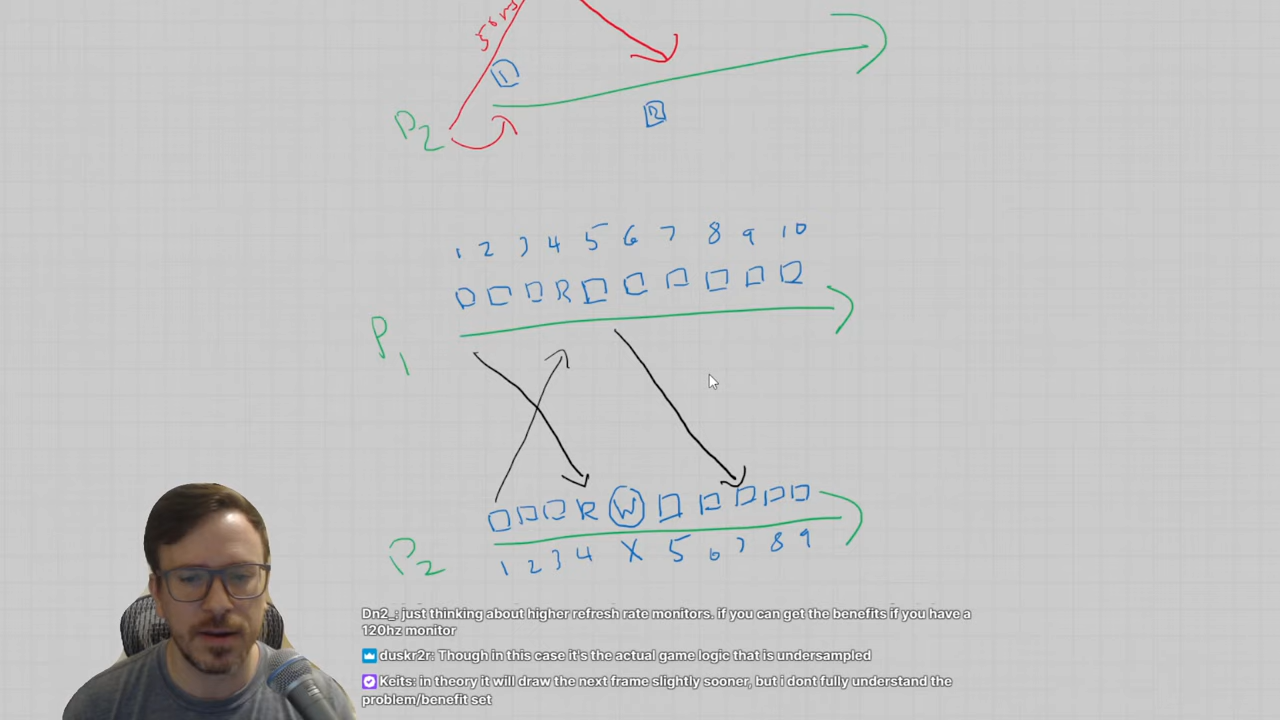 50ms
1
P2
2
1 2 3 4 5 6 7 8 9 10
R
P1
R W
P2
1 2 3 4 X 5 6 7 8 9
Dn2_: just thinking about higher refresh rate monitors. if you can get the benefits if you have a
120hz monitor
duskr2r: Though in this case it's the actual game logic that is undersampled
Keits: in theory it will draw the next frame slightly sooner, but i dont fully understand the
problem/benefit set